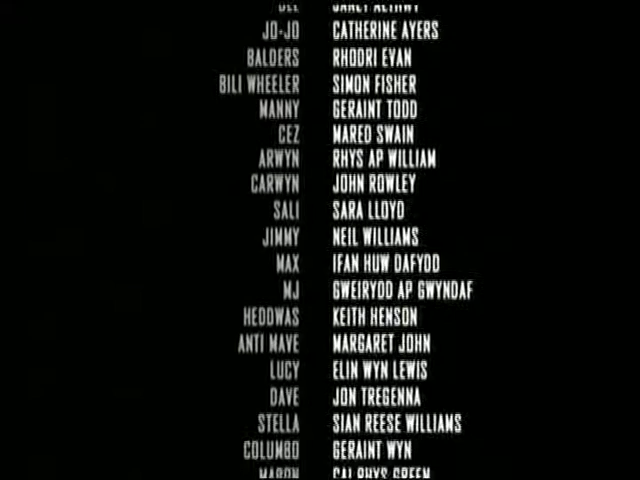 JO-JO CATHERINE AYERS
BALDERS RHODRI EVAN
BILI WHEELER SIMON FISHER
MANNY GERAINT TODD
CEZ MARED SWAIN
ARWYN RHYS AP WILLIAM
CARWYN JOHN ROWLEY
SALI SARA LLOYD
JIMMY NEIL WILLIAMS
MAX IFAN HUW DAFYDD
MJ GWEIRYDD AP GWYNDAF
HEDDWAS KEITH HENSON
ANTI MAVE MARGARET JOHN
LUCY ELIN WYN LEWIS
DAVE JON TREGENNA
STELLA SIAN REESE WILLIAMS
COLUMBO GERAINT WYN